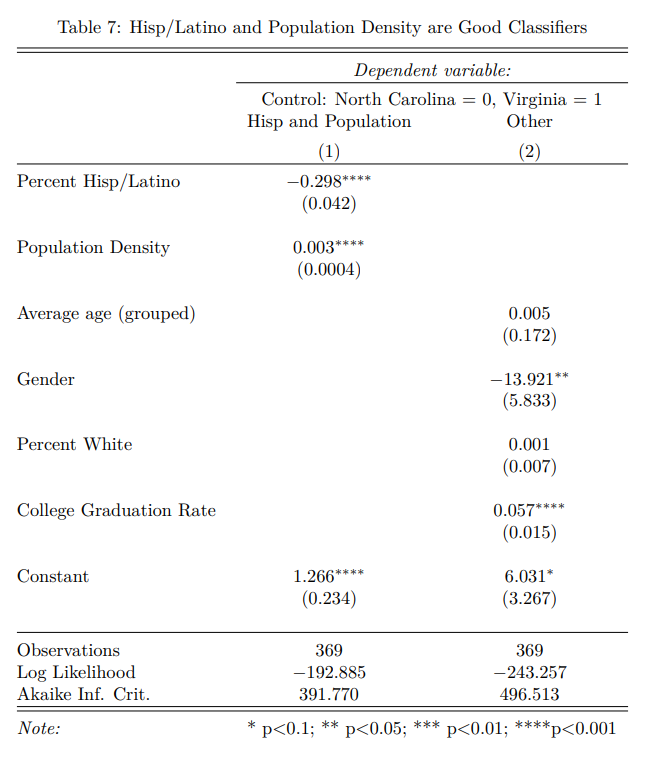 Table 7: Hisp/Latino and Population Density are Good Classifiers
Dependent variable:
Control: North Carolina = 0, Virginia = 1
Hisp and Population Other
(1) (2)
Percent Hisp/Latino −0.298****
(0.042)
Population Density 0.003****
(0.0004)
Average age (grouped) 0.005
(0.172)
Gender −13.921**
(5.833)
Percent White 0.001
(0.007)
College Graduation Rate 0.057****
(0.015)
Constant 1.266**** 6.031*
(0.234) (3.267)
Observations 369 369
Log Likelihood −192.885 −243.257
Akaike Inf. Crit. 391.770 496.513
Note: * p<0.1; ** p<0.05; *** p<0.01; ****p<0.001